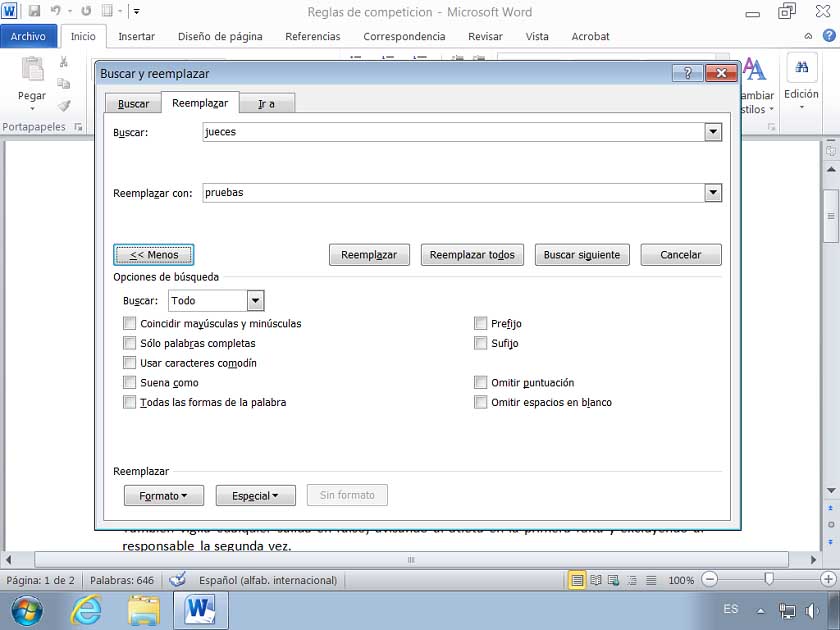 Reglas de competicion - Microsoft Word
Archivo Inicio Insertar Diseño de página Referencias Correspondencia Revisar Vista Acrobat
Pegar
Portapapeles
Edición
Buscar y reemplazar
Buscar Reemplazar Ir a
Buscar: jueces
Reemplazar con: pruebas
<< Menos Reemplazar Reemplazar todos Buscar siguiente Cancelar
Opciones de búsqueda
Buscar: Todo
Coincidir mayúsculas y minúsculas Prefijo
Sólo palabras completas Sufijo
Usar caracteres comodín
Suena como Omitir puntuación
Todas las formas de la palabra Omitir espacios en blanco
Reemplazar
Formato Especial Sin formato
responsable la segunda vez.
Página: 1 de 2 Palabras: 646 Español (alfab. internacional) 100%
ES